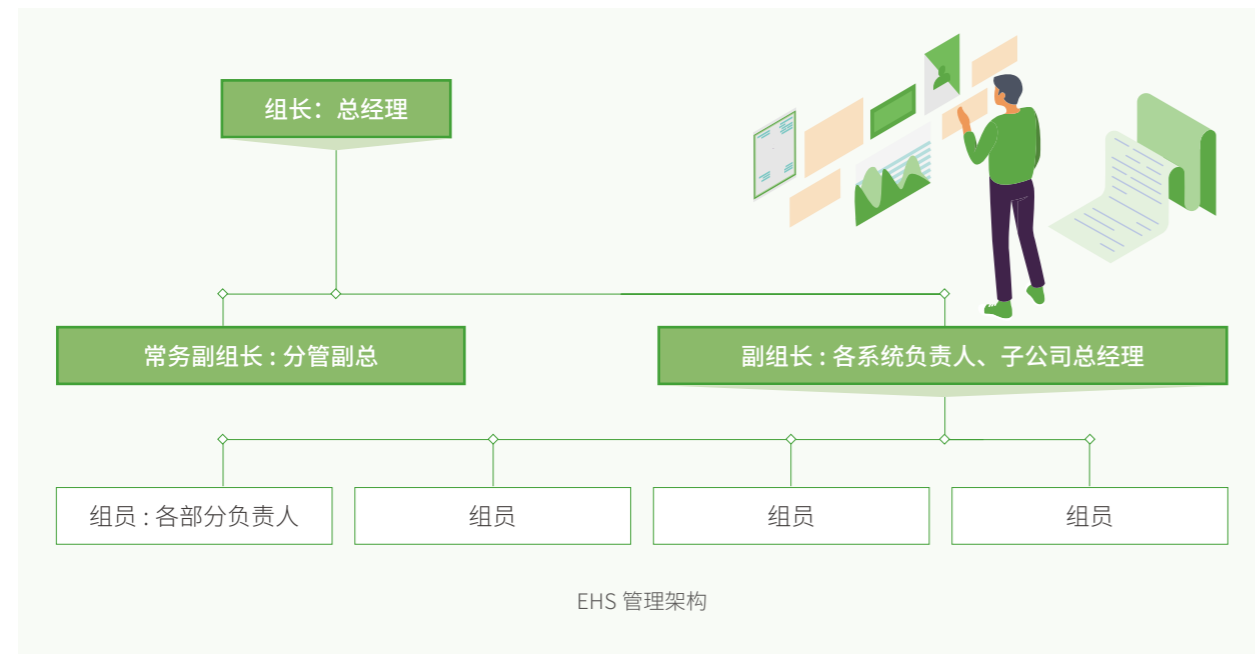 组长：总经理
常务副组长 : 分管副总
副组长 : 各系统负责人、子公司总经理
组员 : 各部分负责人
组员
组员
组员
EHS 管理架构